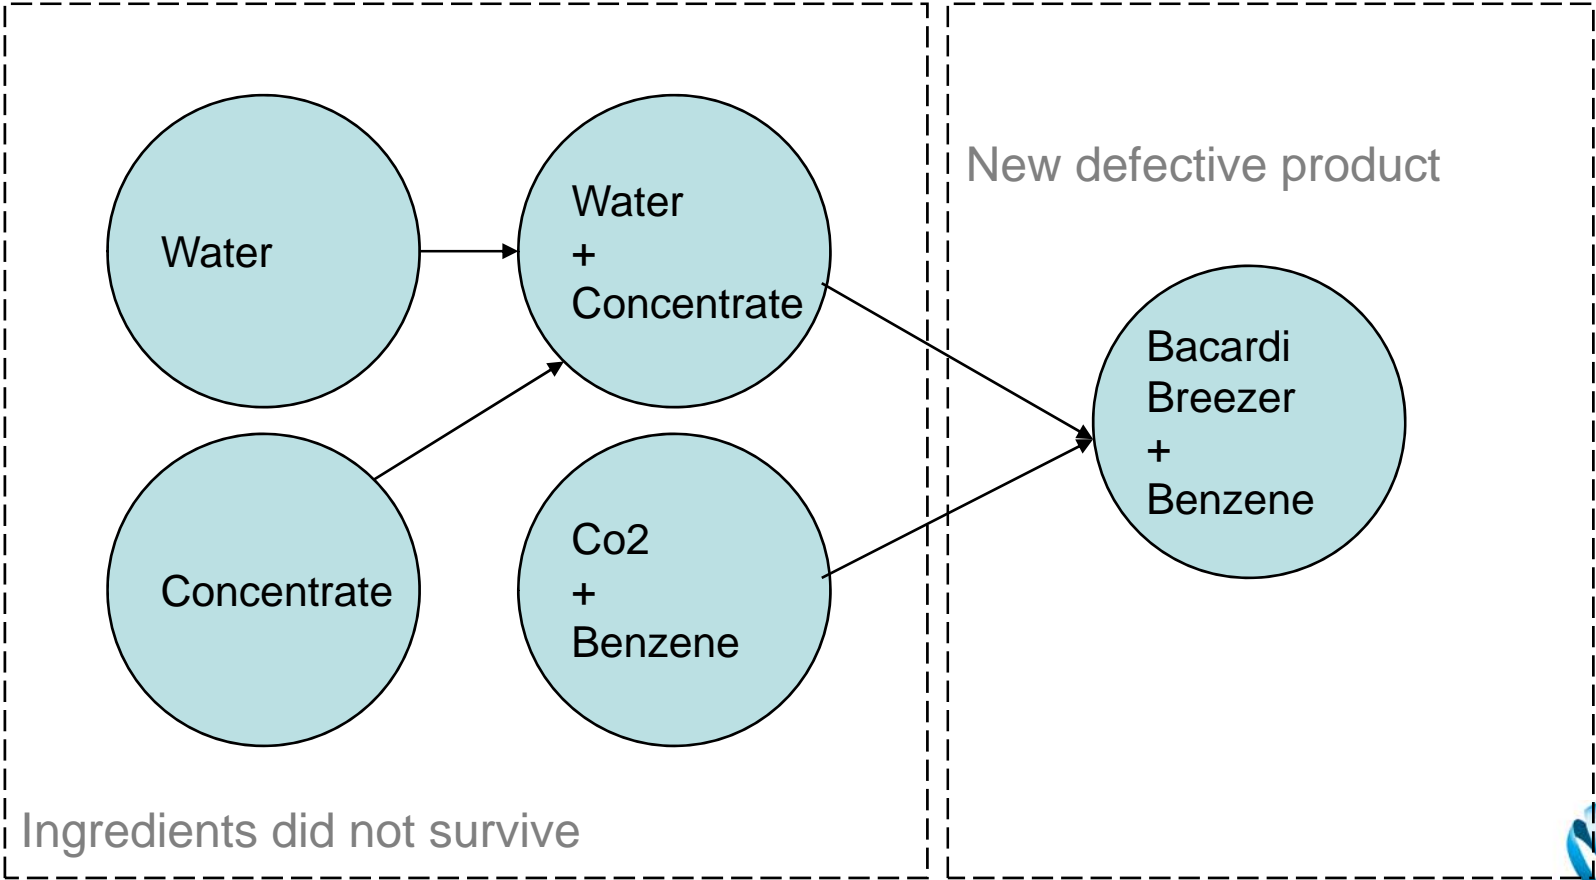 Water
Water
+
Concentrate
Concentrate
Co2
+
Benzene
Ingredients did not survive
New defective product
Bacardi
Breezer
+
Benzene